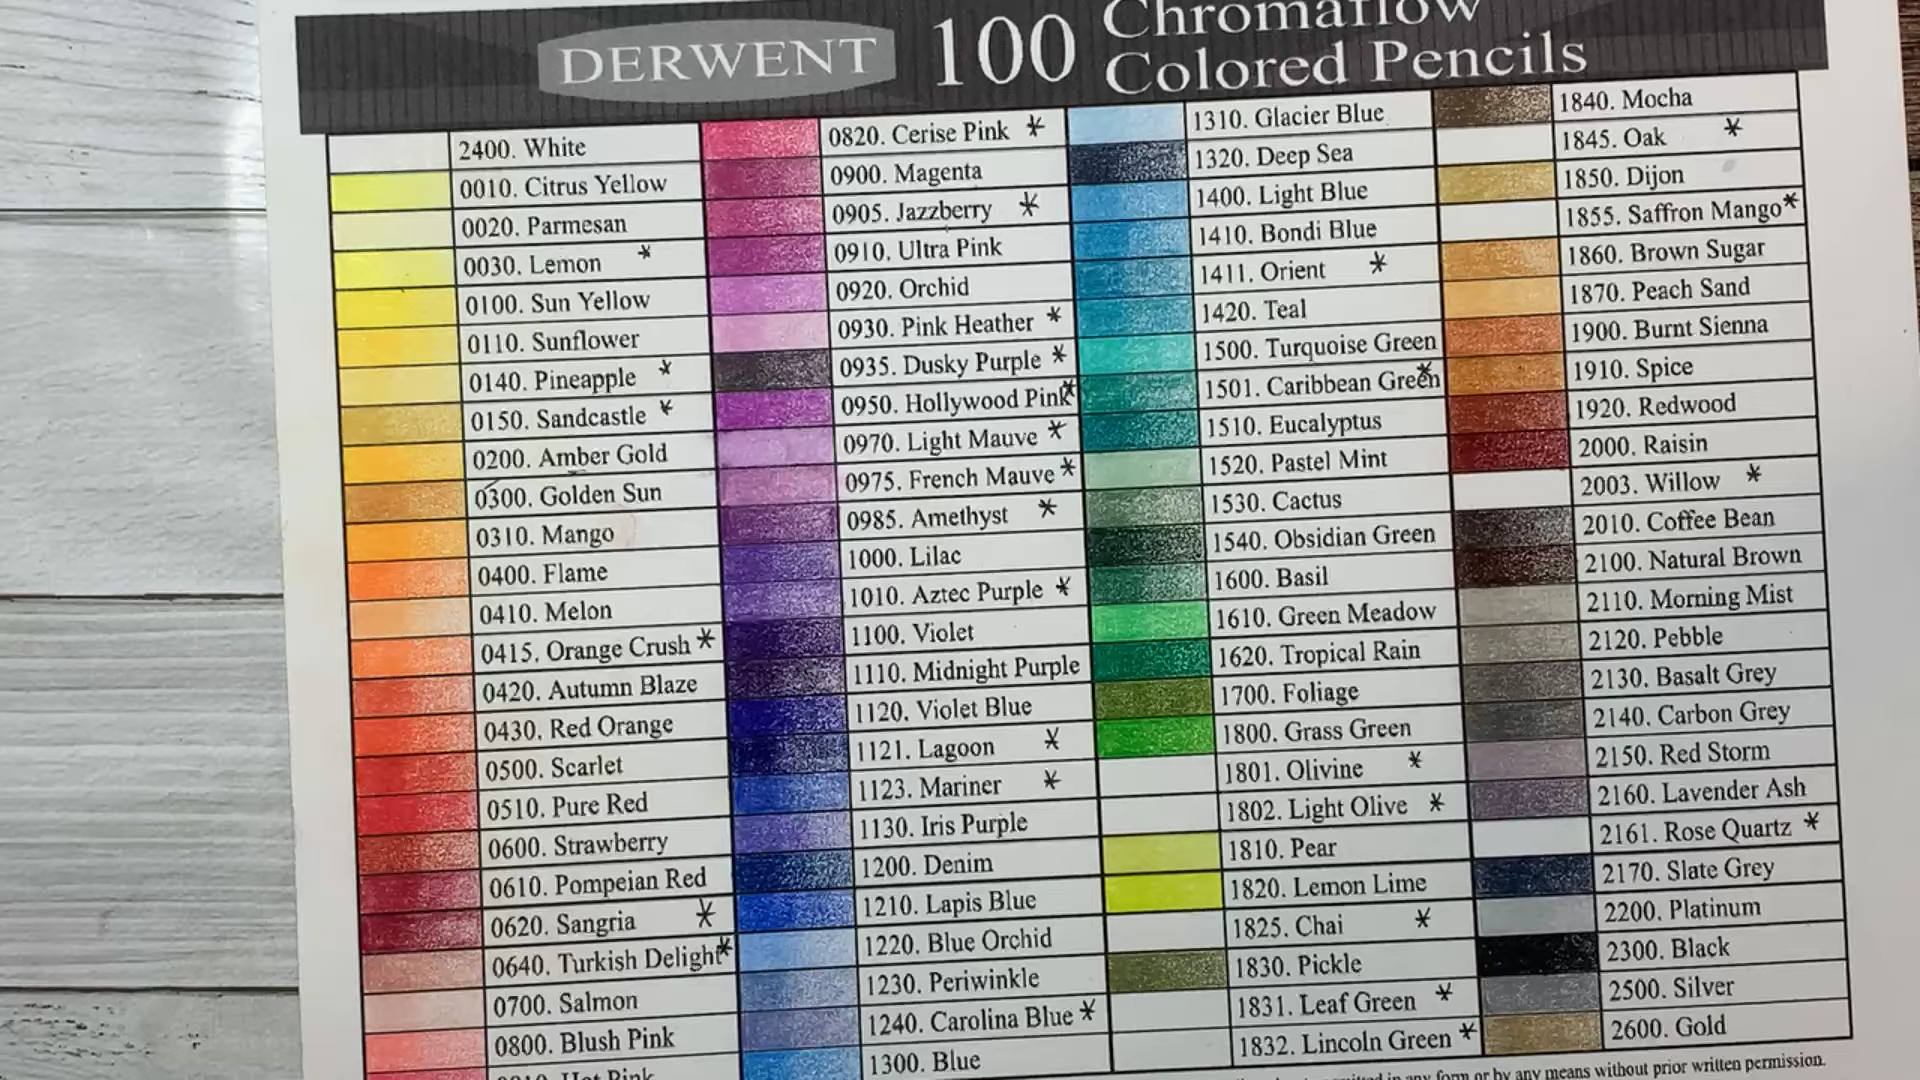 DERWENT 100 Chromaflow
Colored Pencils
2400. White
0010. Citrus Yellow
0020. Parmesan
0030. Lemon *
0100. Sun Yellow
0110. Sunflower
0140. Pineapple *
0150. Sandcastle *
0200. Amber Gold
0300. Golden Sun
0310. Mango
0400. Flame
0410. Melon
0415. Orange Crush *
0420. Autumn Blaze
0430. Red Orange
0500. Scarlet
0510. Pure Red
0600. Strawberry
0610. Pompeian Red
0620. Sangria *
0640. Turkish Delight *
0700. Salmon
0800. Blush Pink
Hot Pink
0820. Cerise Pink *
0900. Magenta
0905. Jazzberry *
0910. Ultra Pink
0920. Orchid
0930. Pink Heather *
0935. Dusky Purple *
0950. Hollywood Pink *
0970. Light Mauve *
0975. French Mauve *
0985. Amethyst *
1000. Lilac
1010. Aztec Purple *
1100. Violet
1110. Midnight Purple
1120. Violet Blue
1121. Lagoon *
1123. Mariner *
1130. Iris Purple
1200. Denim
1210. Lapis Blue
1220. Blue Orchid
1230. Periwinkle
1240. Carolina Blue *
1300. Blue
1310. Glacier Blue
1320. Deep Sea
1400. Light Blue
1410. Bondi Blue
1411. Orient *
1420. Teal
1500. Turquoise Green
1501. Caribbean Green *
1510. Eucalyptus
1520. Pastel Mint
1530. Cactus
1540. Obsidian Green
1600. Basil
1610. Green Meadow
1620. Tropical Rain
1700. Foliage
1800. Grass Green
1801. Olivine *
1802. Light Olive *
1810. Pear
1820. Lemon Lime
1825. Chai *
1830. Pickle
1831. Leaf Green *
1832. Lincoln Green *
1840. Mocha
1845. Oak *
1850. Dijon
1855. Saffron Mango *
1860. Brown Sugar
1870. Peach Sand
1900. Burnt Sienna
1910. Spice
1920. Redwood
2000. Raisin
2003. Willow *
2010. Coffee Bean
2100. Natural Brown
2110. Morning Mist
2120. Pebble
2130. Basalt Grey
2140. Carbon Grey
2150. Red Storm
2160. Lavender Ash
2161. Rose Quartz *
2170. Slate Grey
2200. Platinum
2300. Black
2500. Silver
2600. Gold
in any form or by any means without prior written permission.